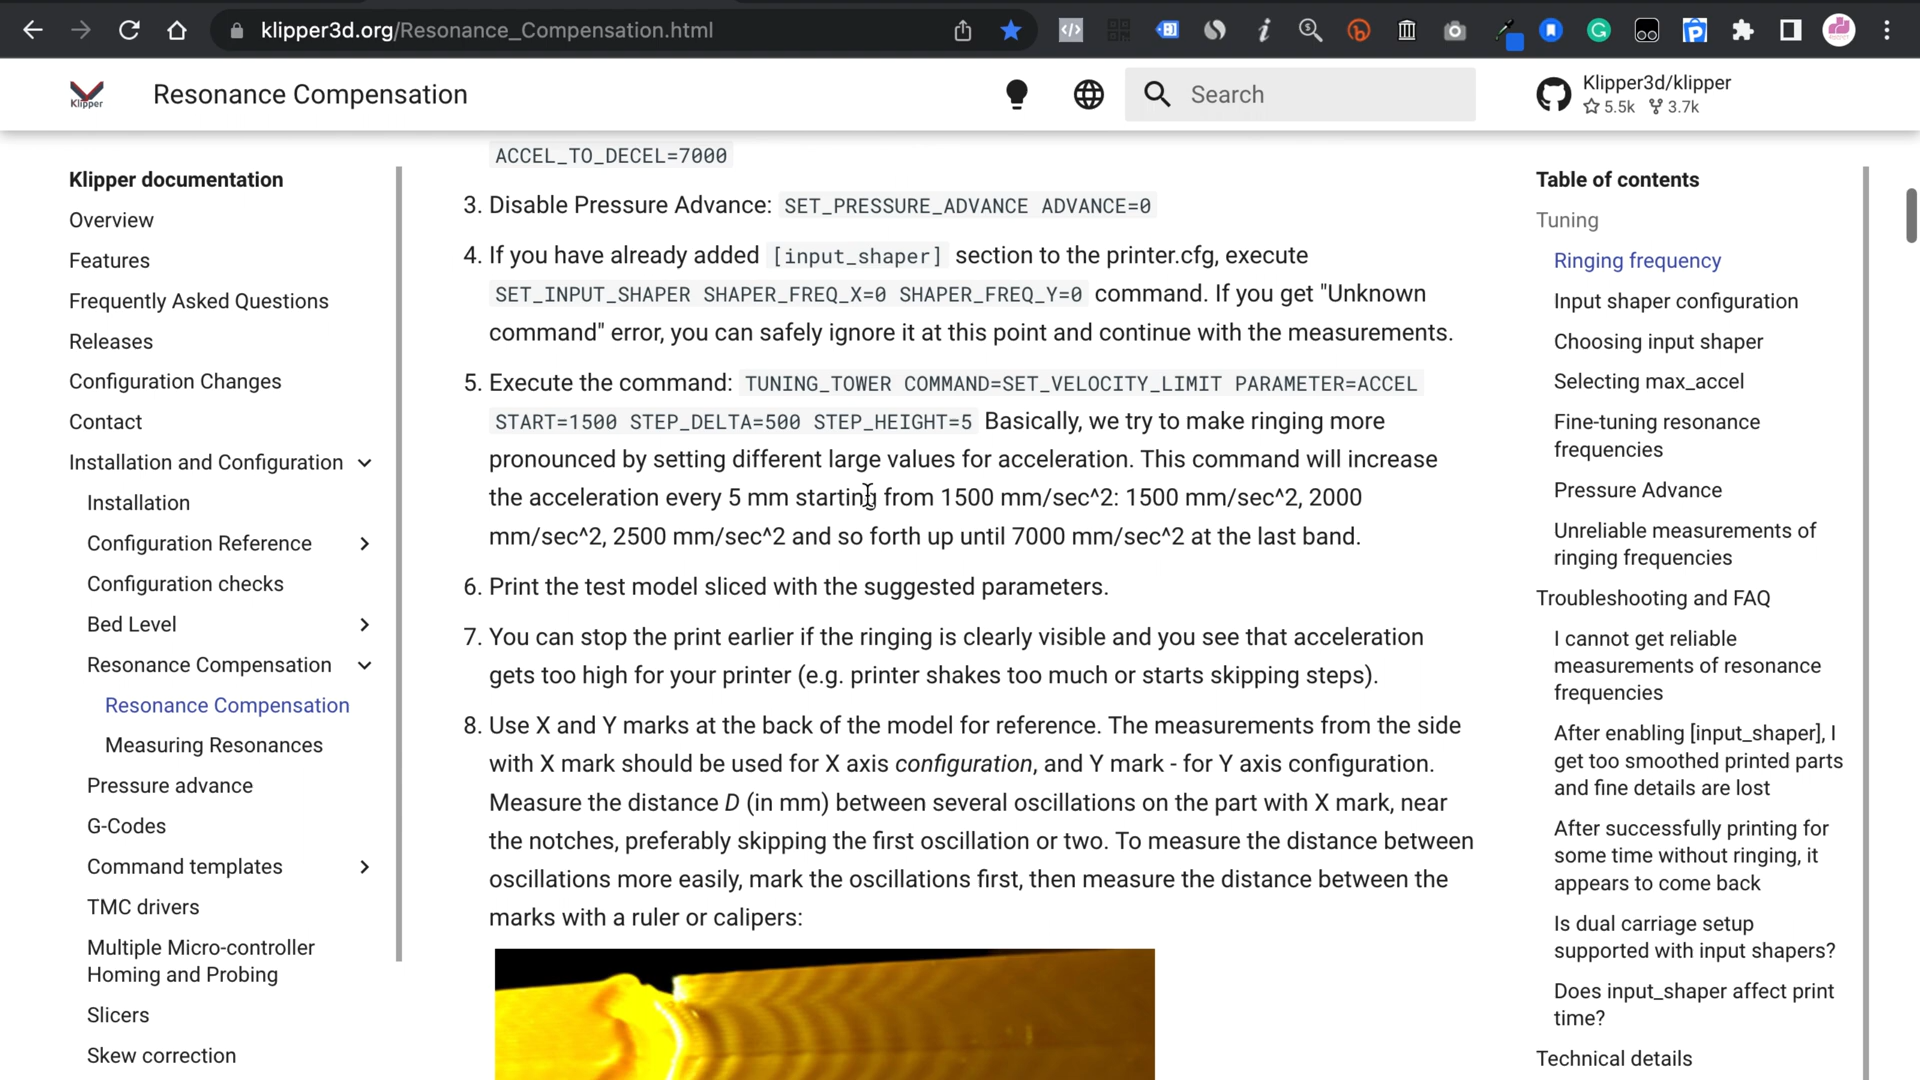 klipper3d.org/Resonance_Compensation.html
Klipper
Resonance Compensation
Search
Klipper3d/klipper
5.5k 3.7k
Klipper documentation
Overview
Features
Frequently Asked Questions
Releases
Configuration Changes
Contact
Installation and Configuration
Installation
Configuration Reference
Configuration checks
Bed Level
Resonance Compensation
Resonance Compensation
Measuring Resonances
Pressure advance
G-Codes
Command templates
TMC drivers
Multiple Micro-controller
Homing and Probing
Slicers
Skew correction
ACCEL_TO_DECEL=7000
3. Disable Pressure Advance: SET_PRESSURE_ADVANCE ADVANCE=0
4. If you have already added [input_shaper] section to the printer.cfg, execute
SET_INPUT_SHAPER SHAPER_FREQ_X=0 SHAPER_FREQ_Y=0 command. If you get "Unknown
command" error, you can safely ignore it at this point and continue with the measurements.
5. Execute the command: TUNING_TOWER COMMAND=SET_VELOCITY_LIMIT PARAMETER=ACCEL
START=1500 STEP_DELTA=500 STEP_HEIGHT=5 Basically, we try to make ringing more
pronounced by setting different large values for acceleration. This command will increase
the acceleration every 5 mm starting from 1500 mm/sec^2: 1500 mm/sec^2, 2000
mm/sec^2, 2500 mm/sec^2 and so forth up until 7000 mm/sec^2 at the last band.
6. Print the test model sliced with the suggested parameters.
7. You can stop the print earlier if the ringing is clearly visible and you see that acceleration
gets too high for your printer (e.g. printer shakes too much or starts skipping steps).
8. Use X and Y marks at the back of the model for reference. The measurements from the side
with X mark should be used for X axis configuration, and Y mark - for Y axis configuration.
Measure the distance D (in mm) between several oscillations on the part with X mark, near
the notches, preferably skipping the first oscillation or two. To measure the distance between
oscillations more easily, mark the oscillations first, then measure the distance between the
marks with a ruler or calipers:
Table of contents
Tuning
Ringing frequency
Input shaper configuration
Choosing input shaper
Selecting max_accel
Fine-tuning resonance
frequencies
Pressure Advance
Unreliable measurements of
ringing frequencies
Troubleshooting and FAQ
I cannot get reliable
measurements of resonance
frequencies
After enabling [input_shaper], I
get too smoothed printed parts
and fine details are lost
After successfully printing for
some time without ringing, it
appears to come back
Is dual carriage setup
supported with input shapers?
Does input_shaper affect print
time?
Technical details